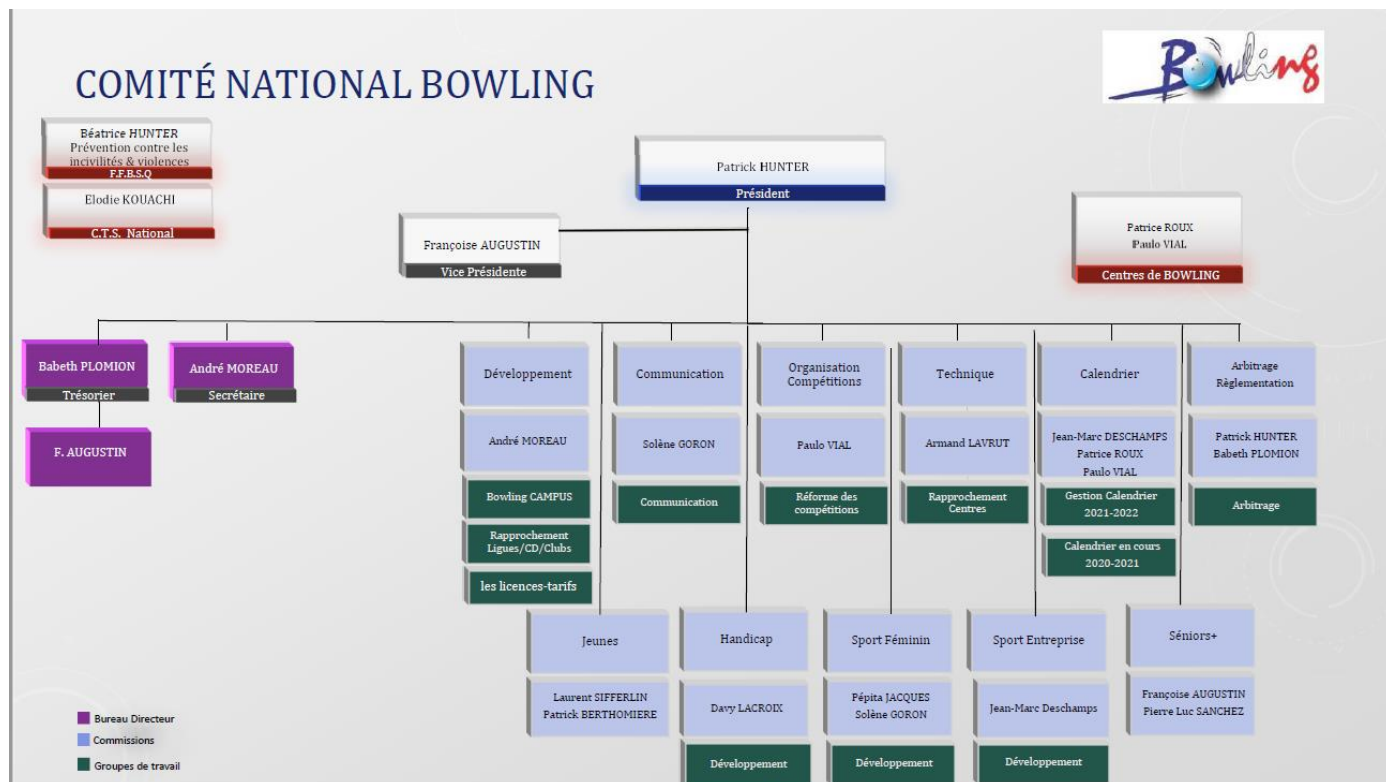 COMITÉ NATIONAL BOWLING
Bowling
Béatrice HUNTER
Prévention contre les
incivilités & violences
F.F.B.S.Q
Elodie KOUACHI
C.T.S. National
Patrick HUNTER
Président
Françoise AUGUSTIN
Vice Présidente
Patrice ROUX
Paulo VIAL
Centres de BOWLING
Babeth PLOMION
Trésorier
F. AUGUSTIN
André MOREAU
Secrétaire
Développement
André MOREAU
Bowling CAMPUS
Rapprochement
Ligues/CD/Clubs
les licences-tarifs
Communication
Solène GORON
Communication
Organisation
Compétitions
Paulo VIAL
Réforme des
compétitions
Technique
Armand LAVRUT
Rapprochement
Centres
Calendrier
Jean-Marc DESCHAMPS
Patrice ROUX
Paulo VIAL
Gestion Calendrier
2021-2022
Calendrier en cours
2020-2021
Arbitrage
Règlementation
Patrick HUNTER
Babeth PLOMION
Arbitrage
Jeunes
Laurent SIFFERLIN
Patrick BERTHOMIERE
Handicap
Davy LACROIX
Développement
Sport Féminin
Pépita JACQUES
Solène GORON
Développement
Sport Entreprise
Jean-Marc Deschamps
Développement
Séniors+
Françoise AUGUSTIN
Pierre Luc SANCHEZ
Bureau Directeur
Commissions
Groupes de travail